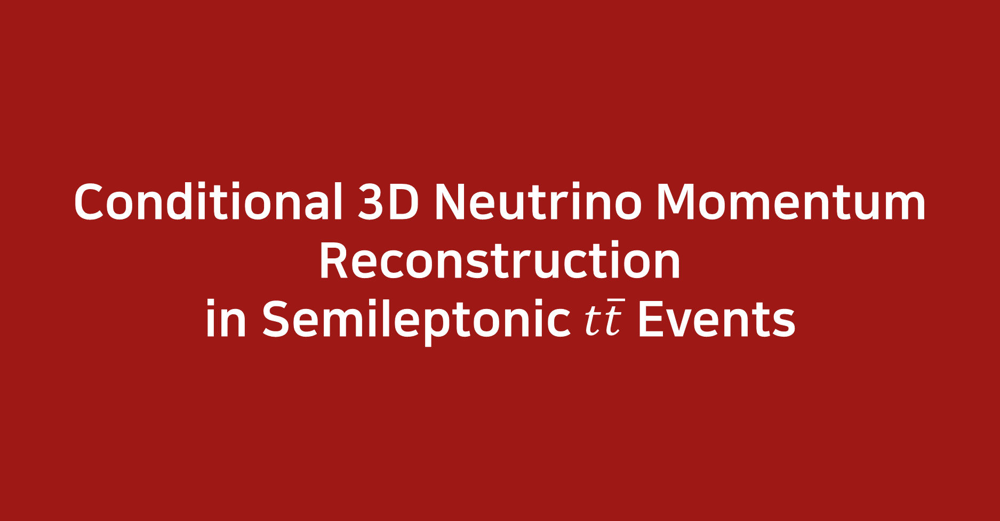 Conditional 3D Neutrino Momentum
Reconstruction
in Semileptonic tt̄ Events